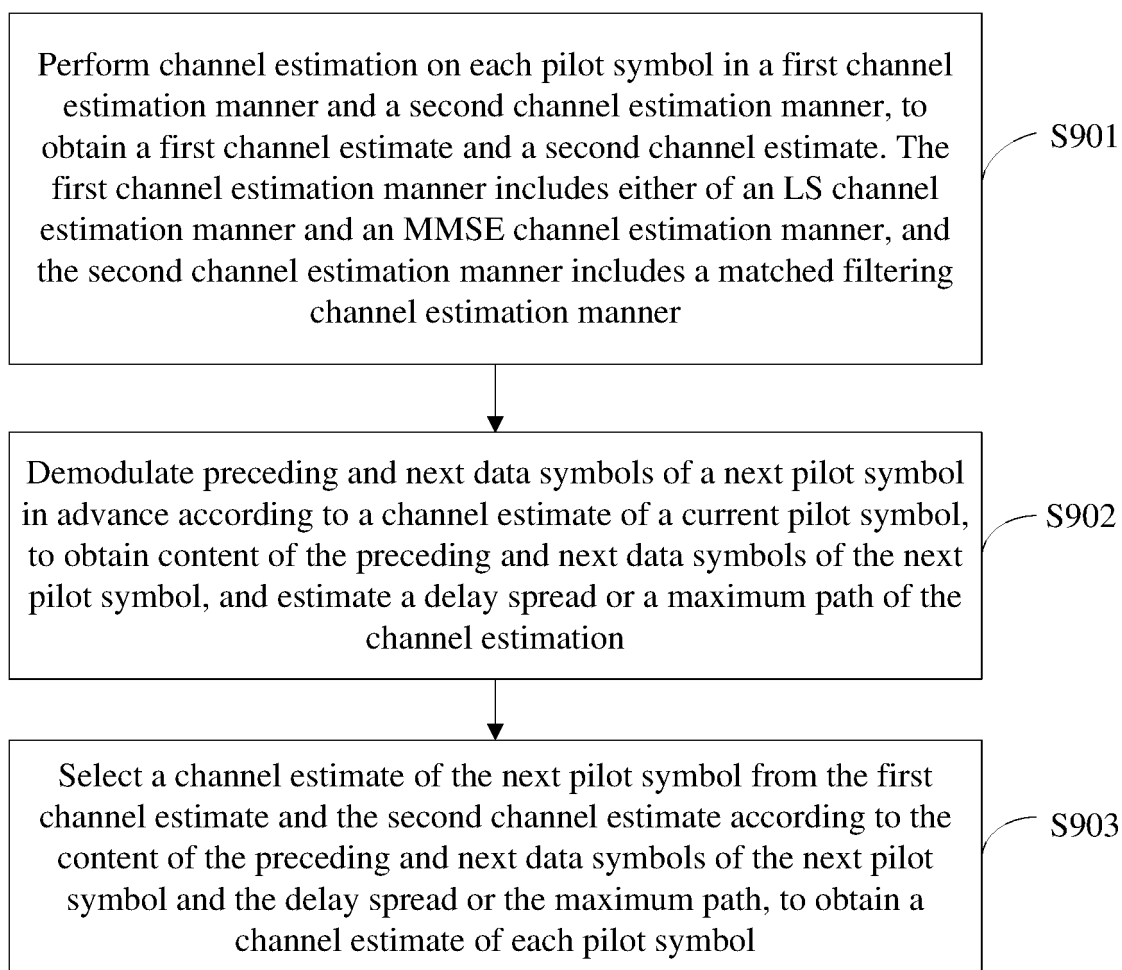 Perform channel estimation on each pilot symbol in a first channel
estimation manner and a second channel estimation manner, to
obtain a first channel estimate and a second channel estimate. The
first channel estimation manner includes either of an LS channel
estimation manner and an MMSE channel estimation manner, and
the second channel estimation manner includes a matched filtering
channel estimation manner
S901
Demodulate preceding and next data symbols of a next pilot symbol
in advance according to a channel estimate of a current pilot symbol,
to obtain content of the preceding and next data symbols of the next
pilot symbol, and estimate a delay spread or a maximum path of the
channel estimation
S902
Select a channel estimate of the next pilot symbol from the first
channel estimate and the second channel estimate according to the
content of the preceding and next data symbols of the next pilot
symbol and the delay spread or the maximum path, to obtain a
channel estimate of each pilot symbol
S903